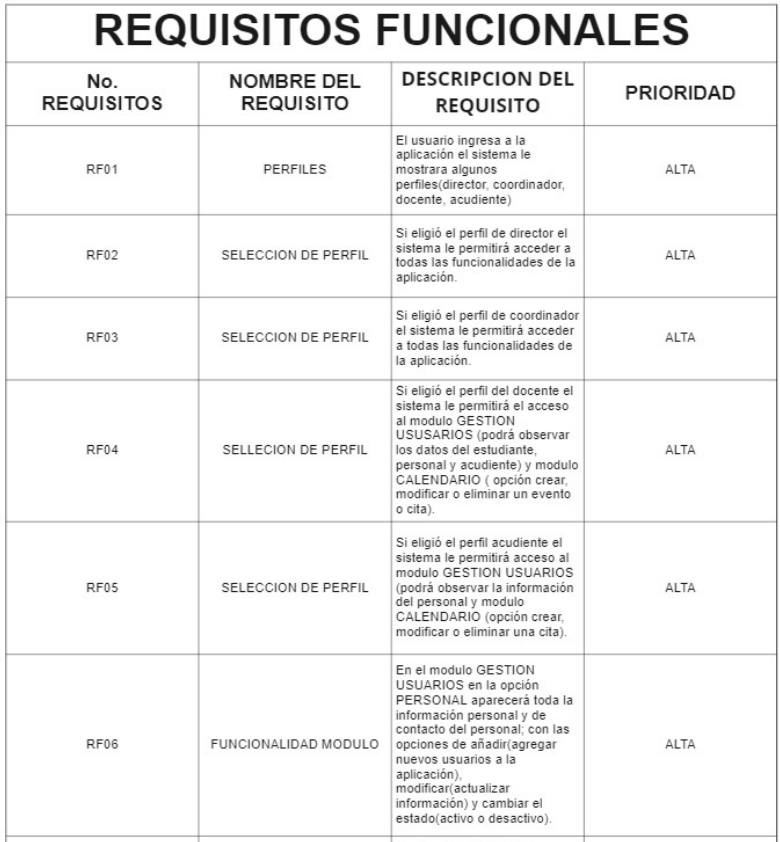 REQUISITOS FUNCIONALES
No.
REQUISITOS
NOMBRE DEL
REQUISITO
DESCRIPCION DEL
REQUISITO
PRIORIDAD
RF01
PERFILES
El usuario ingresa a la
aplicación el sistema le
mostrara algunos
perfiles(director, coordinador,
docente, acudiente)
ALTA
RF02
SELECCION DE PERFIL
Si eligió el perfil de director el
sistema le permitirá acceder a
todas las funcionalidades de la
aplicación.
ALTA
RF03
SELECCION DE PERFIL
Si eligió el perfil de coordinador
el sistema le permitirá acceder
a todas las funcionalidades de
la aplicación.
ALTA
RF04
SELLECION DE PERFIL
Si eligió el perfil del docente el
sistema le permitirá el acceso
al modulo GESTION
USUSARIOS (podrá observar
los datos del estudiante,
personal y acudiente) y modulo
CALENDARIO ( opción crear,
modificar o eliminar un evento
o cita).
ALTA
RF05
SELECCION DE PERFIL
Si eligió el perfil acudiente el
sistema le permitirá acceso al
modulo GESTION USUARIOS
(podrá observar la información
del personal y modulo
CALENDARIO (opción crear,
modificar o eliminar una cita).
ALTA
RF06
FUNCIONALIDAD MODULO
En el modulo GESTION
USUARIOS en la opción
PERSONAL aparecerá toda la
información personal y de
contacto del personal; con las
opciones de añadir(agregar
nuevos usuarios a la
aplicación),
modificar(actualizar
información) y cambiar el
estado(activo o desactivo).
ALTA